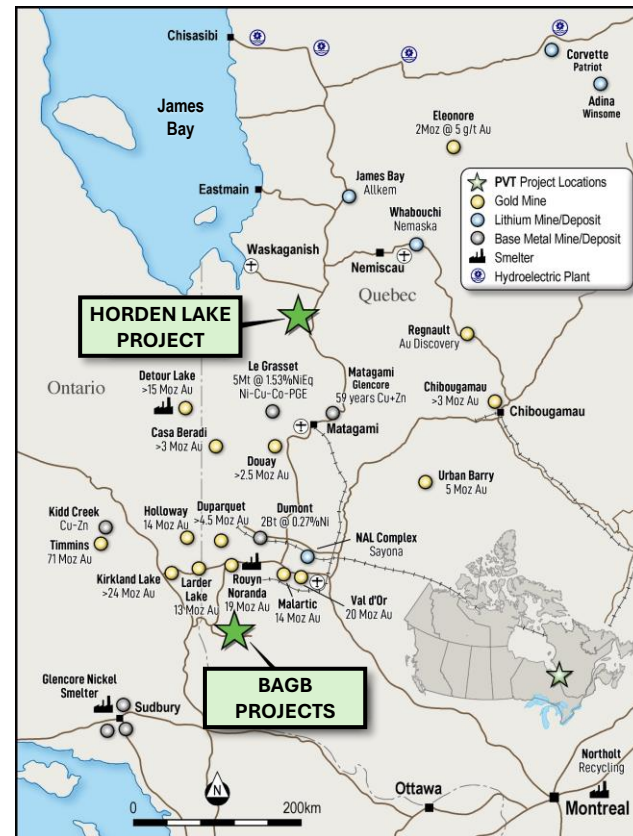 Chisasibi
Corvette
Patriot
Adina
Winsome
James
Bay
Eleonore
2Moz @ 5 g/t Au
PVT Project Locations
Gold Mine
Lithium Mine/Deposit
Base Metal Mine/Deposit
Smelter
Hydroelectric Plant
Eastmain
James Bay
Allkem
Whabouchi
Nemaska
Waskaganish
Nemiscau
Quebec
HORDEN LAKE
PROJECT
Regnault
Au Discovery
Ontario
Detour Lake
>15 Moz Au
Le Grasset
5Mt @ 1.53%NiEq
Ni-Cu-Co-PGE
Matagami
Glencore
59 years Cu+Zn
Chibougamau
>3 Moz Au
Chibougamau
Matagami
Casa Beradi
>3 Moz Au
Douay
>2.5 Moz Au
Urban Barry
5 Moz Au
Kidd Creek
Cu-Zn
Timmins
71 Moz Au
Holloway
14 Moz Au
Duparquet
>4.5 Moz Au
Dumont
2Bt @ 0.27%Ni
NAL Complex
Sayona
Kirkland Lake
>24 Moz Au
Larder
Lake
13 Moz Au
Rouyn
Noranda
19 Moz Au
Malartic
14 Moz Au
Val d'Or
20 Moz Au
BAGB
PROJECTS
Glencore Nickel
Smelter
Sudbury
Northolt
Recycling
N
0 200km
Ottawa
Montreal